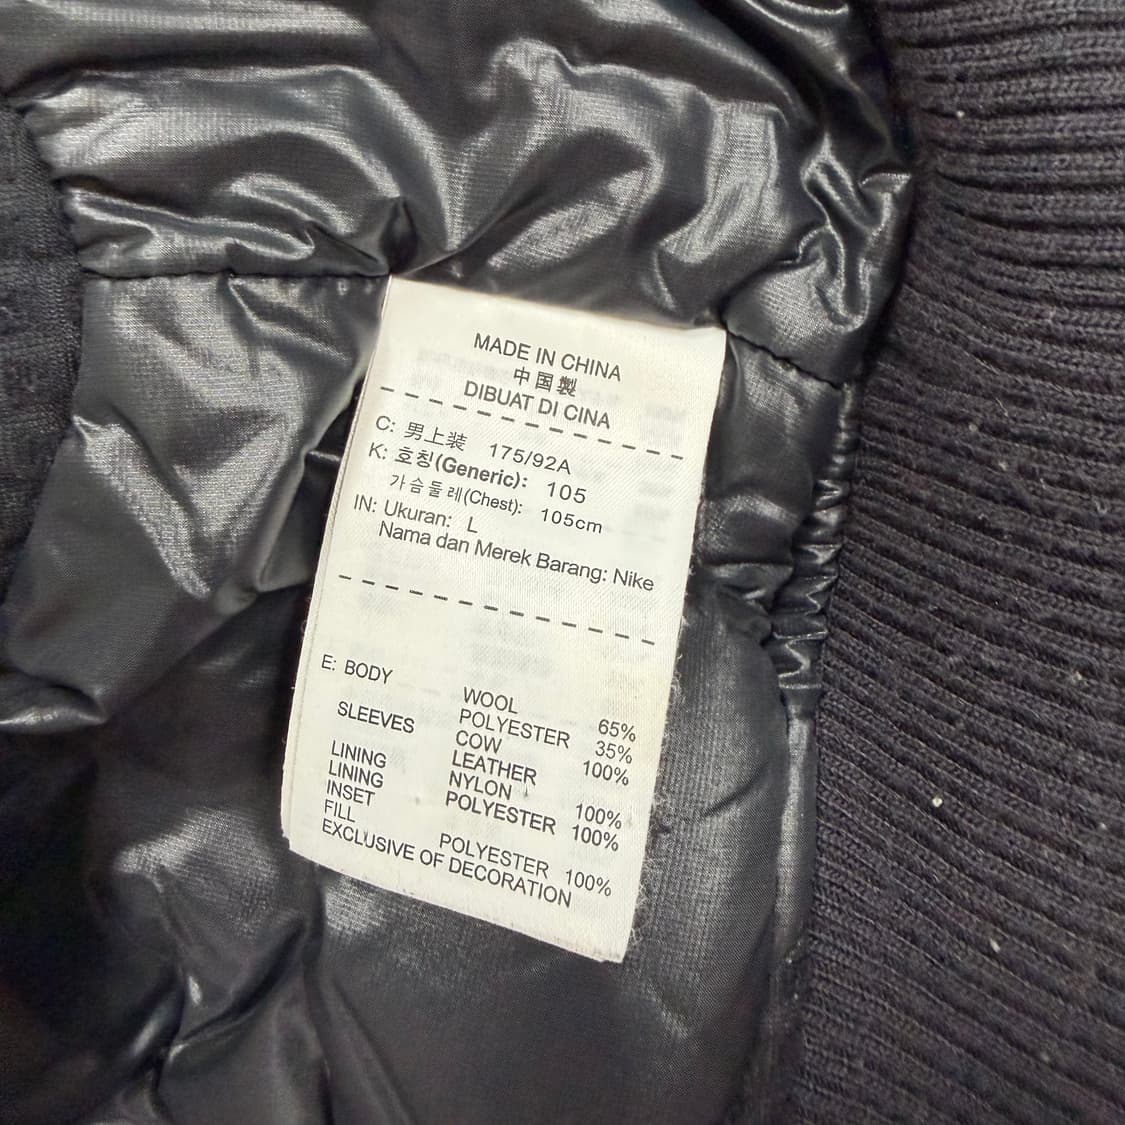 MADE IN CHINA
中国製
DIBUAT DI CINA
C: 男上装 175/92A
K: 호칭(Generic): 105
가슴둘레(Chest): 105cm
IN: Ukuran: L
Nama dan Merek Barang: Nike
E: BODY WOOL 65%
POLYESTER 35%
SLEEVES COW LEATHER 100%
LINING NYLON 100%
LINING INSET POLYESTER 100%
FILL POLYESTER 100%
EXCLUSIVE OF DECORATION